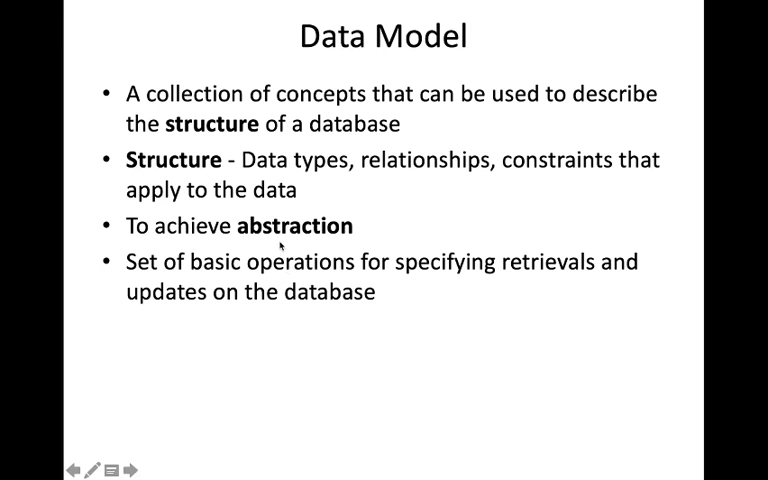 Data Model
• A collection of concepts that can be used to describe
the structure of a database
• Structure - Data types, relationships, constraints that
apply to the data
• To achieve abstraction
• Set of basic operations for specifying retrievals and
updates on the database